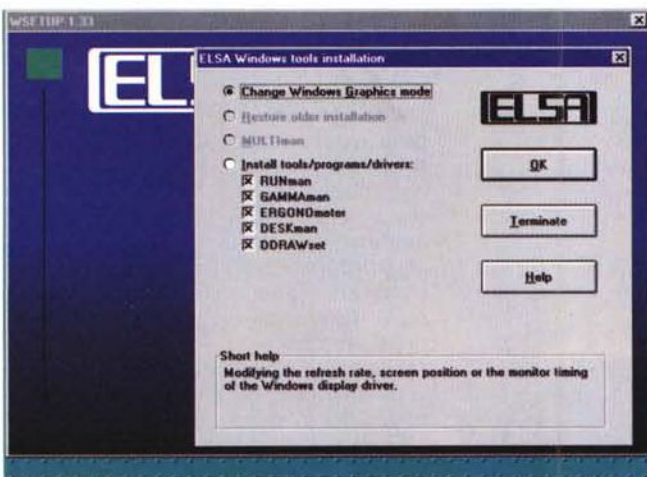 WSETUP 1.33
ELSA Windows tools installation
EL
Change Windows Graphics mode
ELSA
Restore older installation
MULTIman
Install tools/programs/drivers:
OK
RUNman
GAMMAman
ERGONOmeter
DESKman
Terminate
DDRAWset
Help
Short help
Modifying the refresh rate, screen position or the monitor timing
of the Windows display driver.